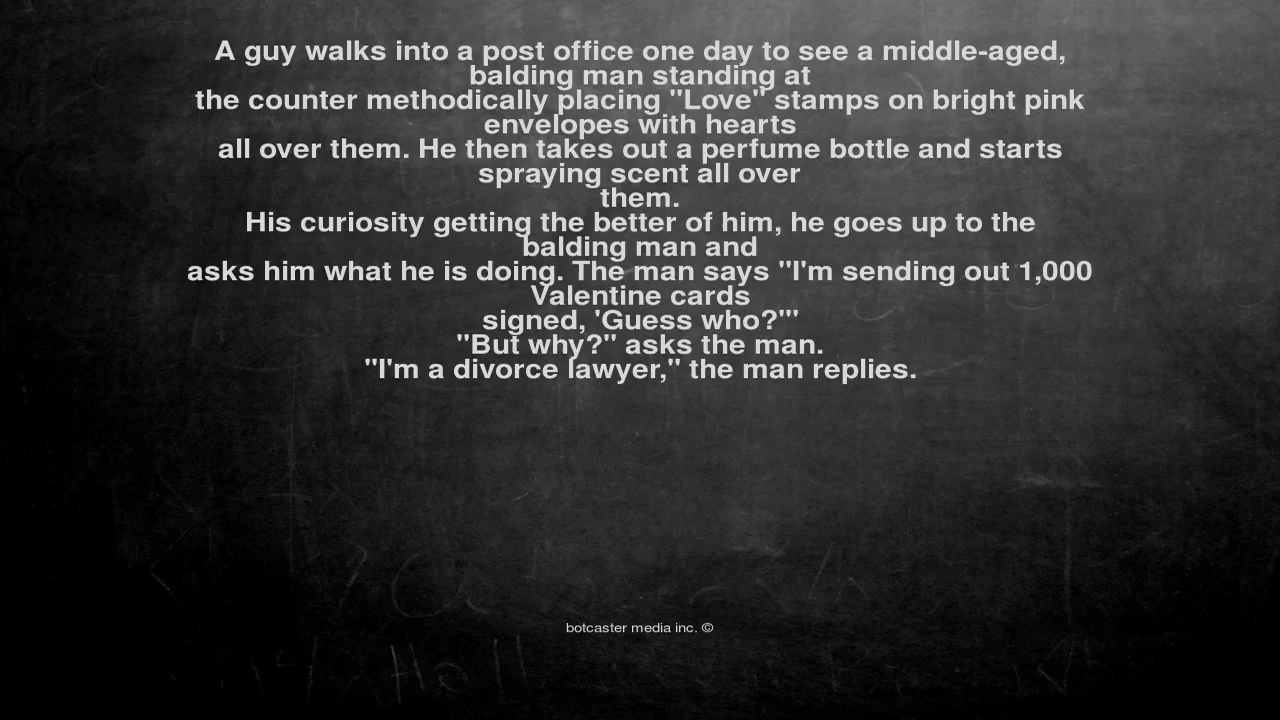 A guy walks into a post office one day to see a middle-aged,
balding man standing at
the counter methodically placing "Love" stamps on bright pink
envelopes with hearts
all over them. He then takes out a perfume bottle and starts
spraying scent all over
them.
His curiosity getting the better of him, he goes up to the
balding man and
asks him what he is doing. The man says "I'm sending out 1,000
Valentine cards
signed, 'Guess who?'"
"But why?" asks the man.
"I'm a divorce lawyer," the man replies.
botcaster media inc. ©